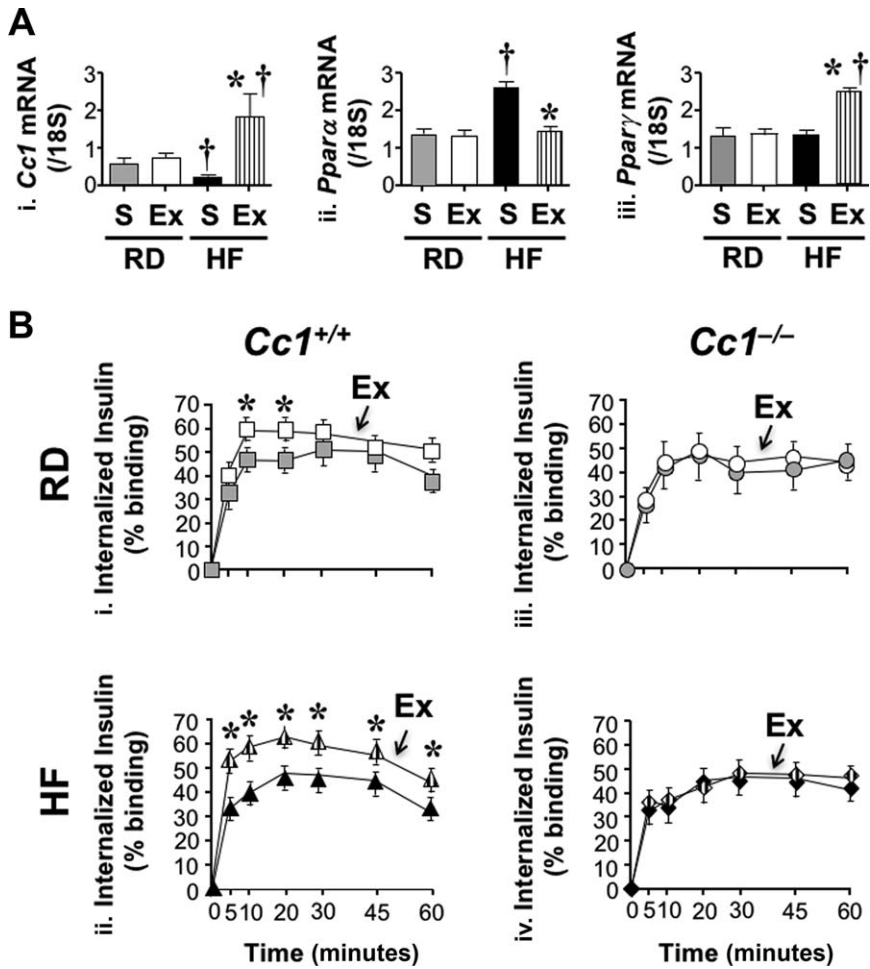 A
i. Cc1 mRNA
(/18S)
3
2
1
0
†
* †
S Ex S Ex
RD HF
ii. Pparα mRNA
(/18S)
3
2
1
0
†
*
S Ex S Ex
RD HF
iii. Pparγ mRNA
(/18S)
3
2
1
0
* †
S Ex S Ex
RD HF
B
Cc1+/+
Cc1–/–
RD
i. Internalized Insulin
(% binding)
70
60
50
40
30
20
10
0
* *
Ex
iii. Internalized Insulin
(% binding)
70
60
50
40
30
20
10
0
Ex
HF
ii. Internalized Insulin
(% binding)
70
60
50
40
30
20
10
0
* * * * * *
Ex
0 5 10 20 30 45 60
Time (minutes)
iv. Internalized Insulin
(% binding)
70
60
50
40
30
20
10
0
Ex
0 5 10 20 30 45 60
Time (minutes)